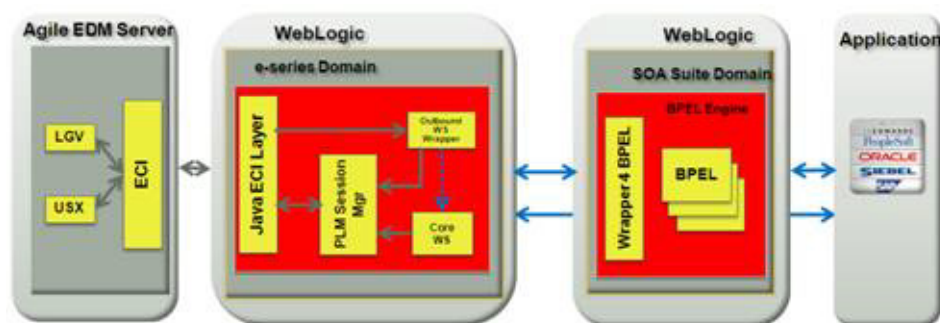 Agile EDM Server
LGV
USX
ECI
WebLogic
e-series Domain
Java ECI Layer
PLM Session
Mgr
Outbound
WS
Wrapper
Core
WS
WebLogic
SOA Suite Domain
BPEL Engine
Wrapper 4 BPEL
BPEL
Application
PeopleSoft
ORACLE
SIEBEL
SAP